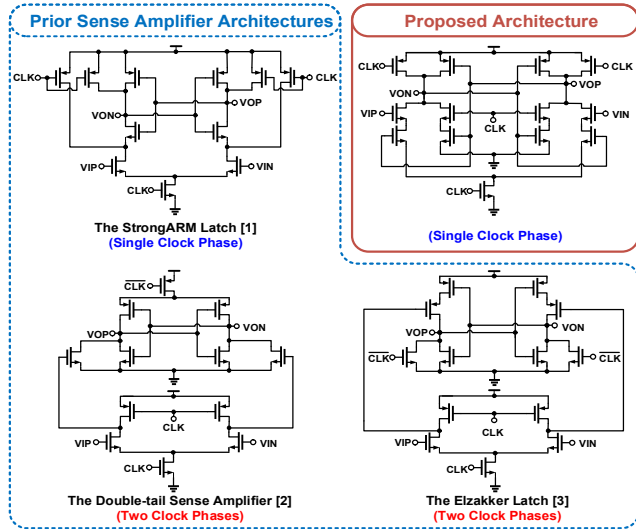 Prior Sense Amplifier Architectures
Proposed Architecture
CLK
CLK
VOP
VON
VIP
VIN
CLK
The StrongARM Latch [1]
(Single Clock Phase)
CLK
CLK
VOP
VON
VIP
VIN
CLK
CLK
(Single Clock Phase)
CLK
VOP
VON
CLK
VIP
VIN
CLK
The Double-tail Sense Amplifier [2]
(Two Clock Phases)
VON
VOP
CLK
CLK
CLK
VIP
VIN
CLK
The Elzakker Latch [3]
(Two Clock Phases)